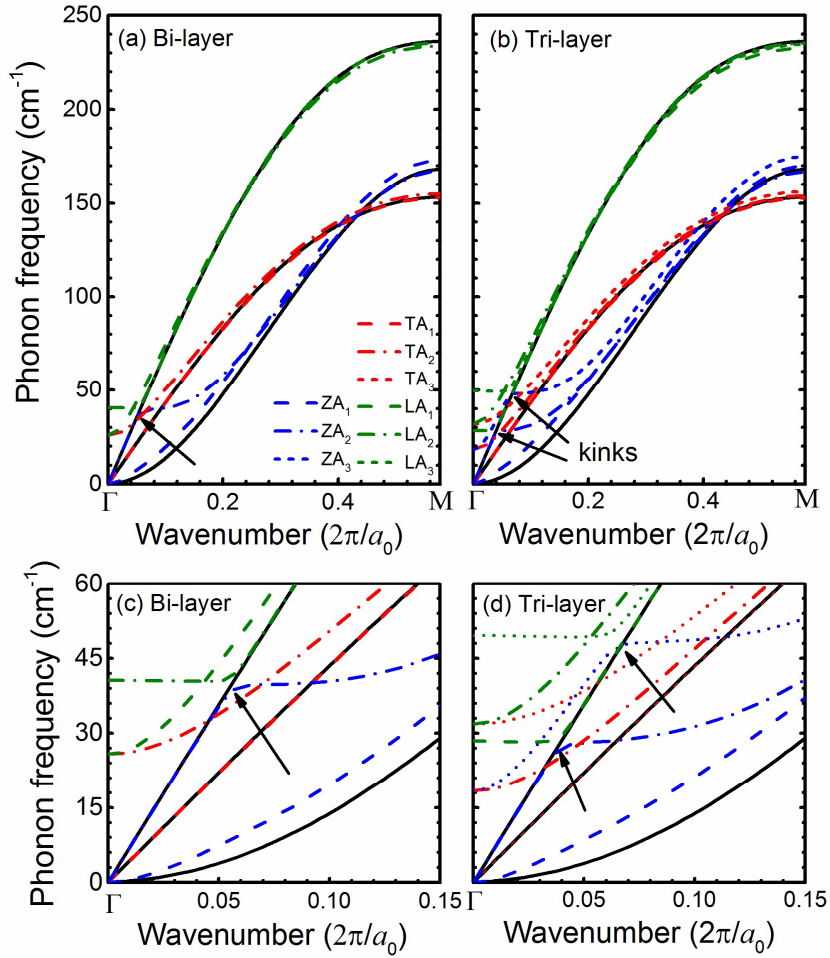 (a) Bi-layer
(b) Tri-layer
Phonon frequency (cm⁻¹)
250
200
150
100
50
0
TA₁
TA₂
TA₃
ZA₁
LA₁
ZA₂
LA₂
ZA₃
LA₃
kinks
Γ 0.2 0.4 M
Γ 0.2 0.4 M
Wavenumber (2π/a₀)
Wavenumber (2π/a₀)
(c) Bi-layer
(d) Tri-layer
Phonon frequency (cm⁻¹)
60
45
30
15
0
Γ 0.05 0.10 0.15
Γ 0.05 0.10 0.15
Wavenumber (2π/a₀)
Wavenumber (2π/a₀)